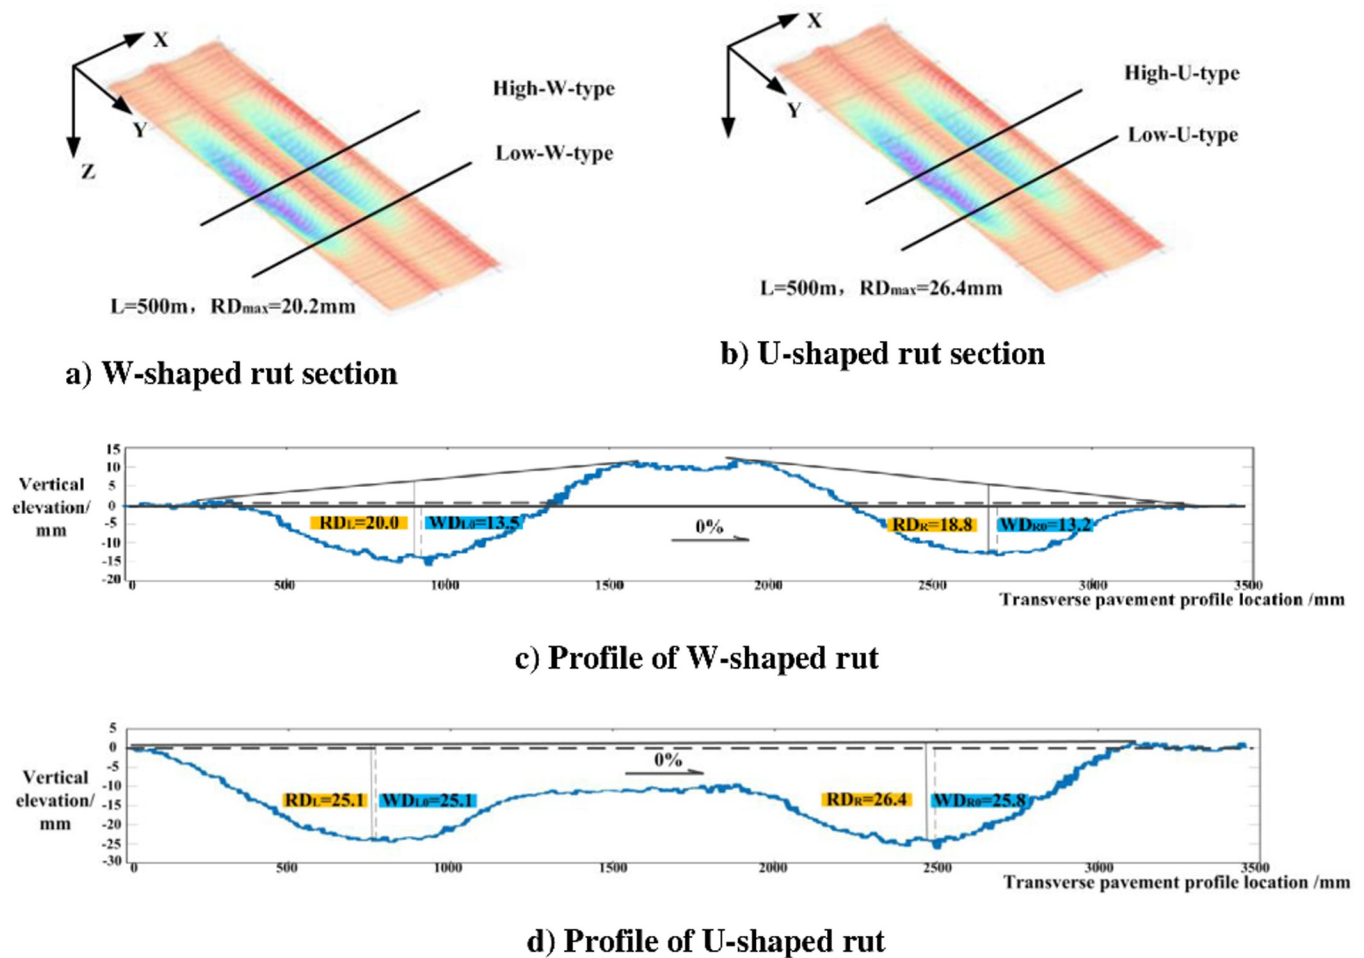 X
Y
Z
High-W-type
Low-W-type
L=500m, RDmax=20.2mm
a) W-shaped rut section
X
Y
High-U-type
Low-U-type
L=500m, RDmax=26.4mm
b) U-shaped rut section
Vertical
elevation/
mm
15
10
5
0
-5
-10
-15
-20
RDL=20.0
WDL0=13.5
0%
RDR=18.8
WDR0=13.2
0 500 1000 1500 2000 2500 3000 3500
Transverse pavement profile location /mm
c) Profile of W-shaped rut
Vertical
elevation/
mm
5
0
-5
-10
-15
-20
-25
-30
RDL=25.1
WDL0=25.1
0%
RDR=26.4
WDR0=25.8
0 500 1000 1500 2000 2500 3000 3500
Transverse pavement profile location /mm
d) Profile of U-shaped rut